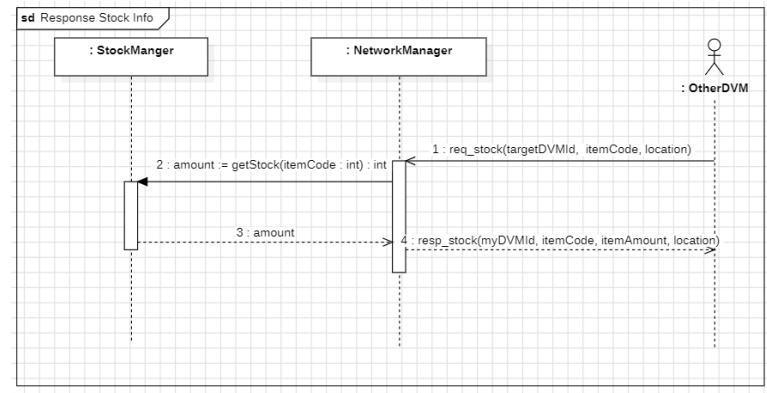 sd Response Stock Info
: StockManger
: NetworkManager
: OtherDVM
1 : req_stock(targetDVMId, itemCode, location)
2 : amount := getStock(itemCode : int) : int
3 : amount
4 : resp_stock(myDVMId, itemCode, itemAmount, location)